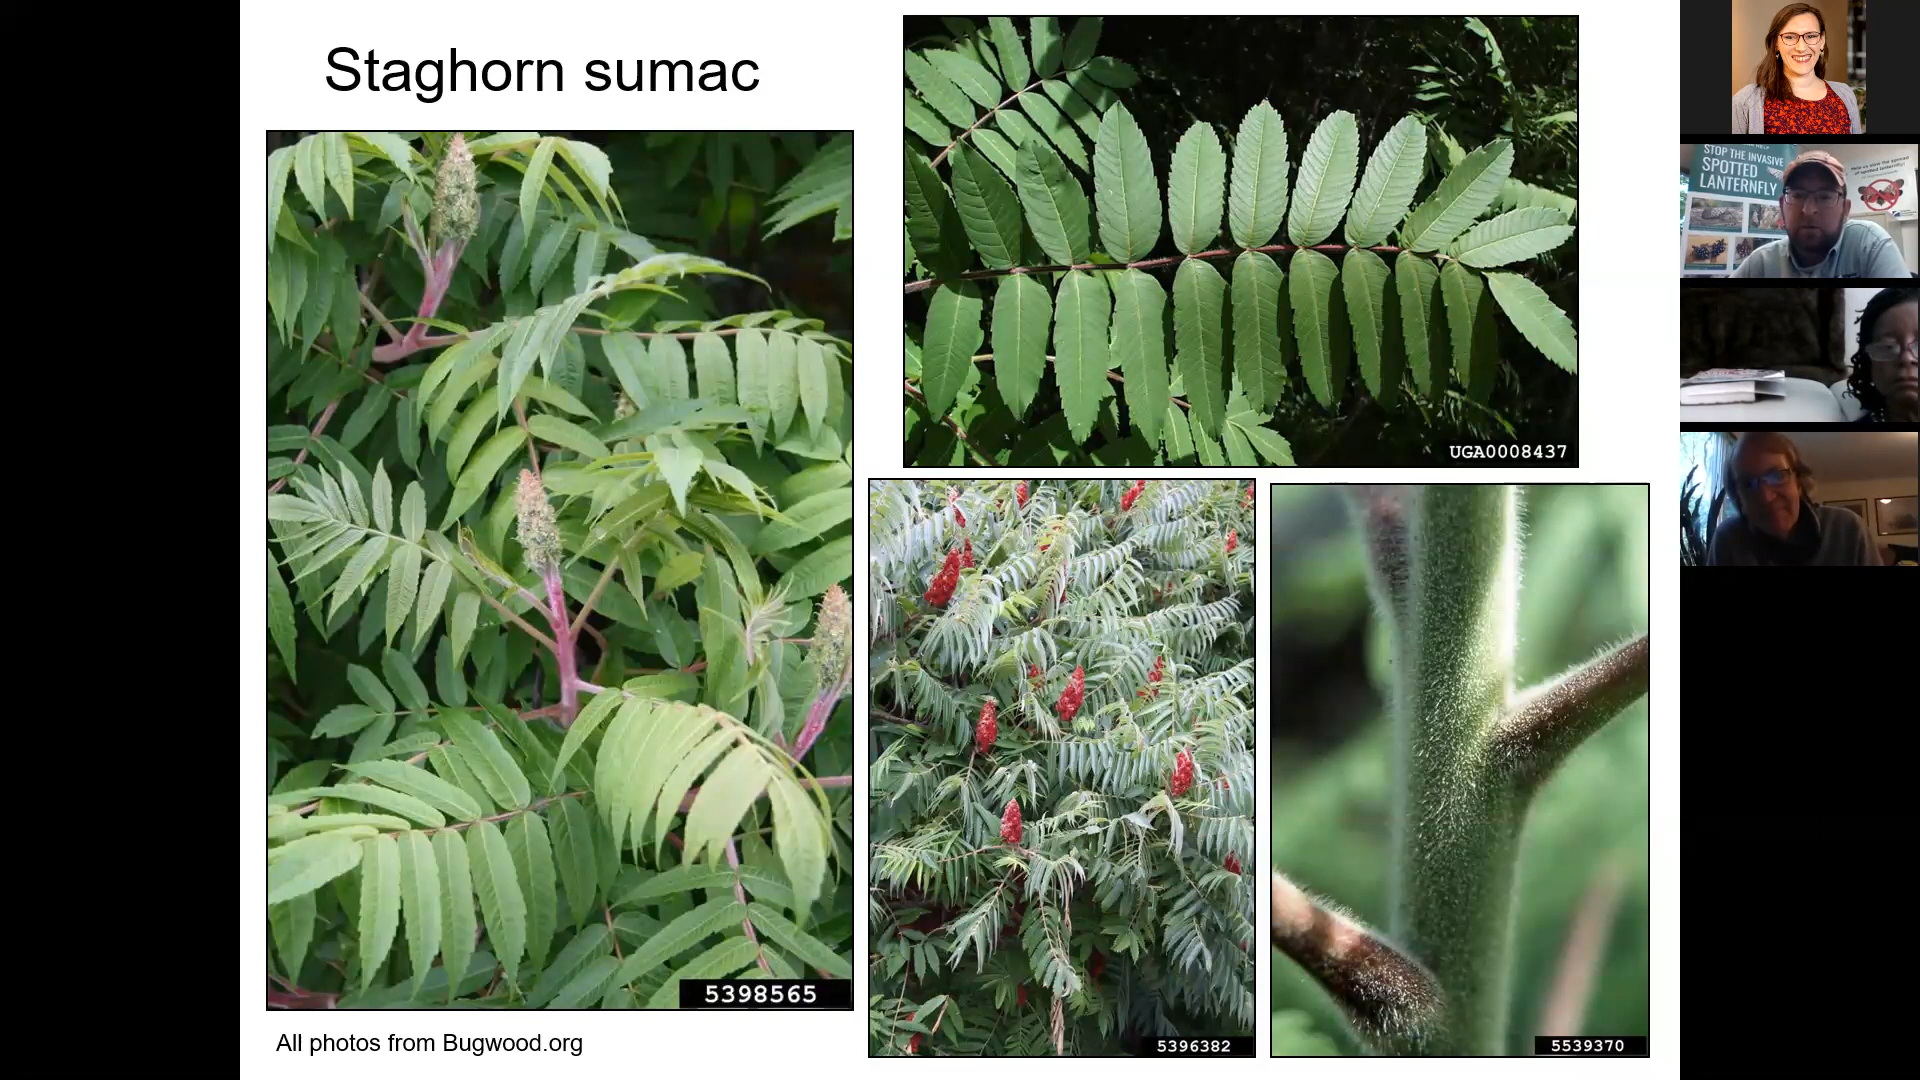 Staghorn sumac
UGA0008437
5398565
5396382
5539370
All photos from Bugwood.org
STOP THE INVASIVE
SPOTTED
LANTERNFLY